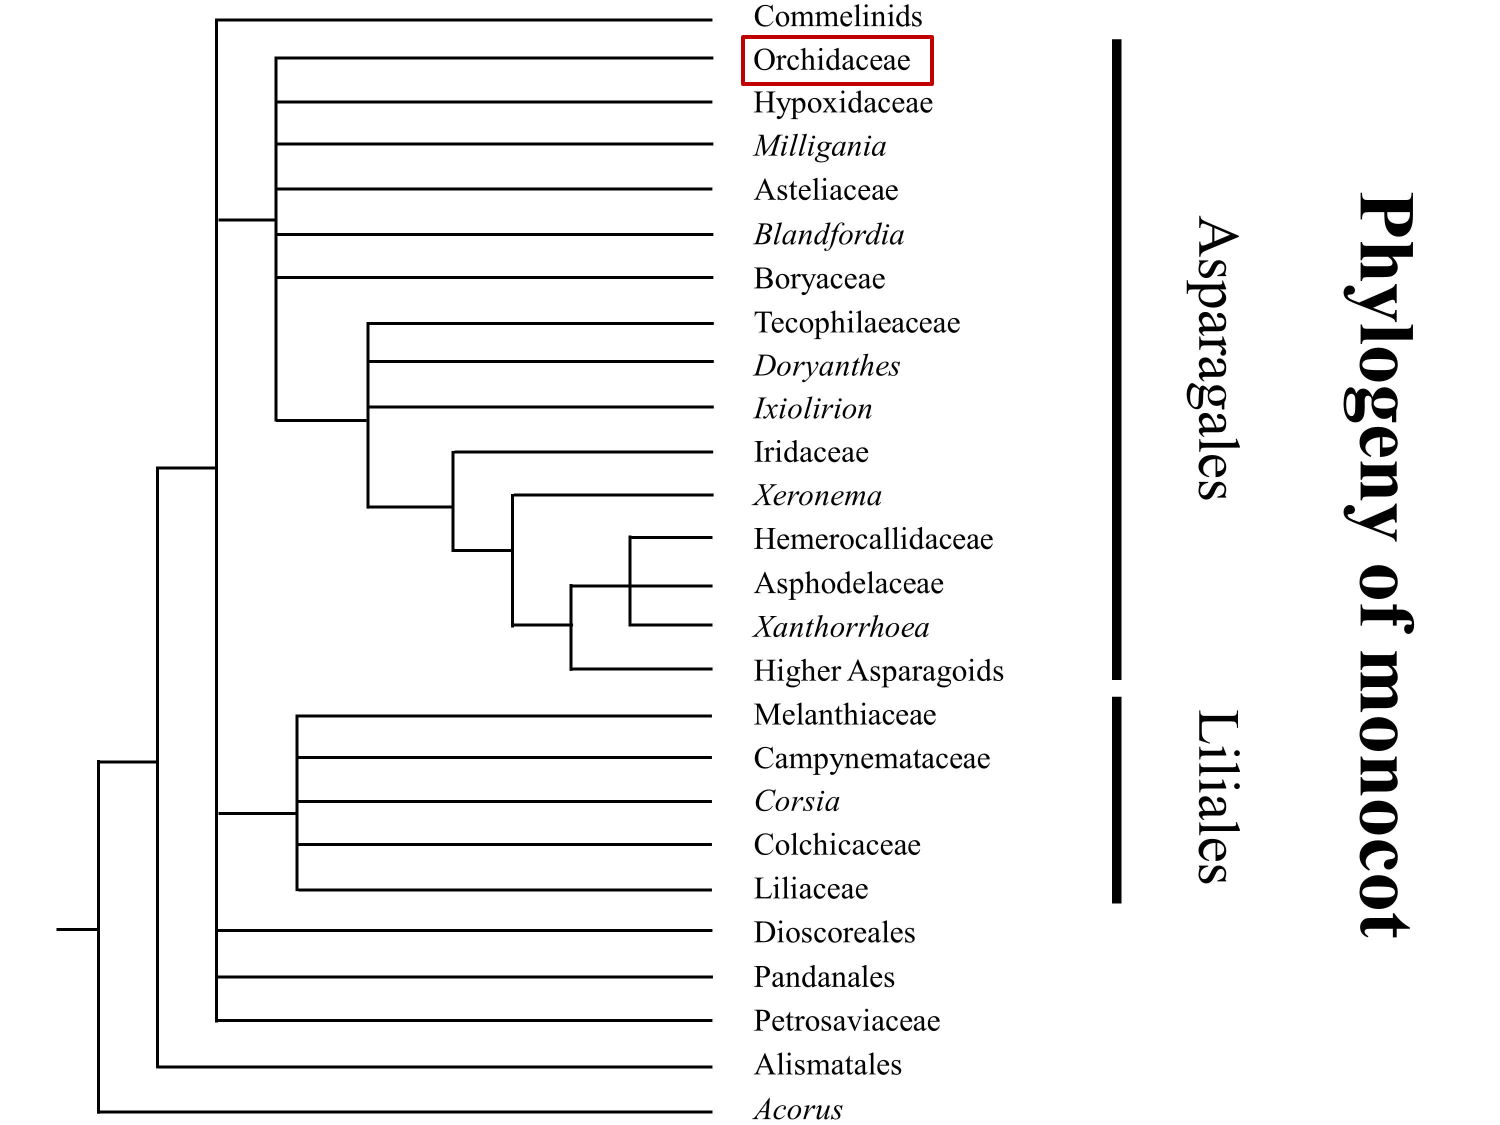 Commelinids
Orchidaceae
Hypoxidaceae
Milligania
Asteliaceae
Blandfordia
Boryaceae
Tecophilaeaceae
Doryanthes
Ixiolirion
Iridaceae
Xeronema
Hemerocallidaceae
Asphodelaceae
Xanthorrhoea
Higher Asparagoids
Melanthiaceae
Campynemataceae
Corsia
Colchicaceae
Liliaceae
Dioscoreales
Pandanales
Petrosaviaceae
Alismatales
Acorus
Asparagales
Liliales
Phylogeny of monocot